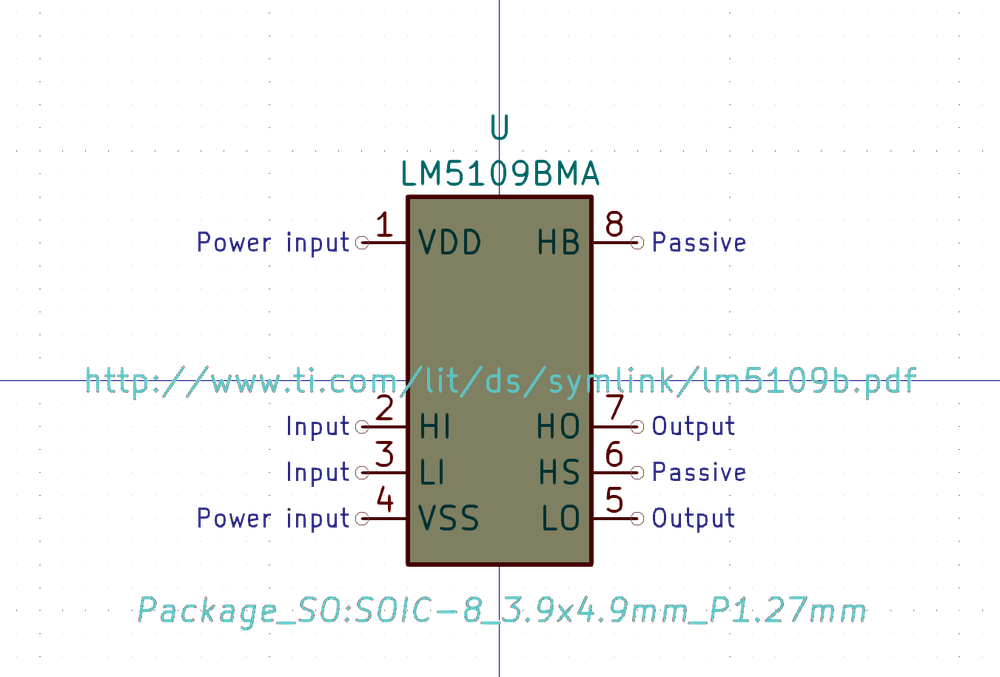 U
LM5109BMA
1 8
Power input VDD HB Passive
http://www.ti.com/lit/ds/symlink/lm5109b.pdf
2 7
Input HI HO Output
3 6
Input LI HS Passive
4 5
Power input VSS LO Output
Package_SO:SOIC-8_3.9x4.9mm_P1.27mm